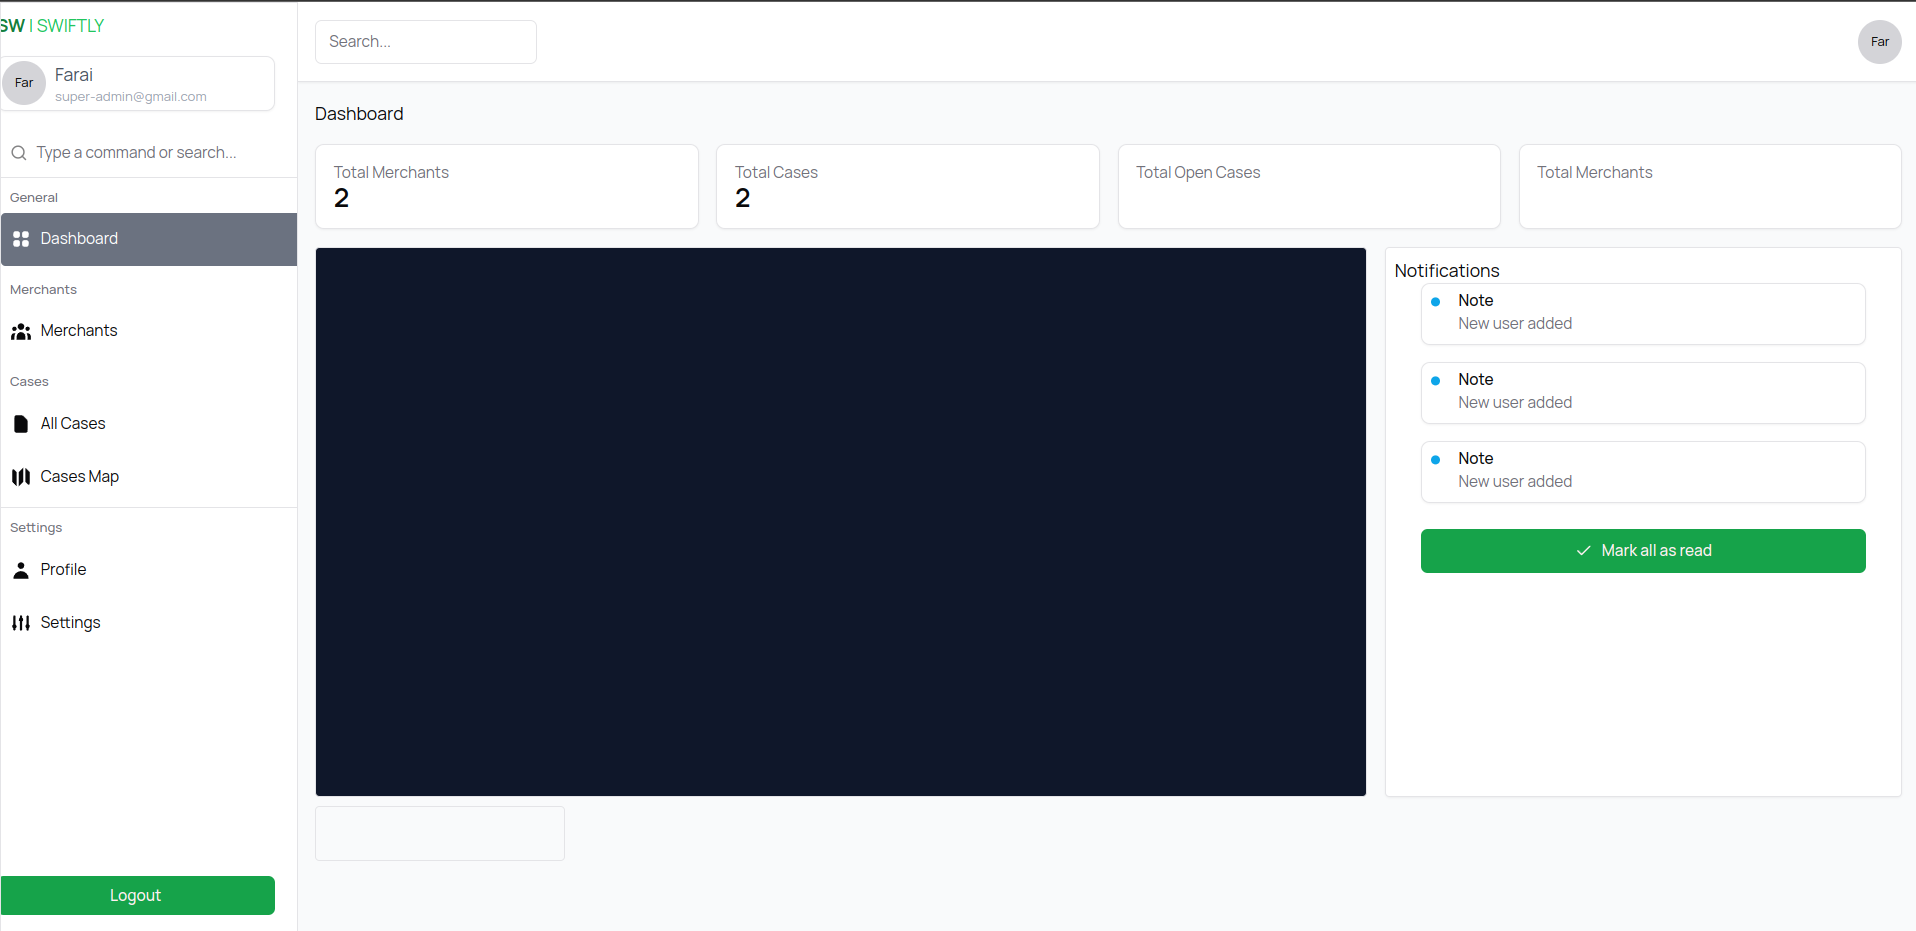 SW | SWIFTLY
Far
Farai
super-admin@gmail.com
Type a command or search...
General
Dashboard
Merchants
Merchants
Cases
All Cases
Cases Map
Settings
Profile
Settings
Logout
Search...
Far
Dashboard
Total Merchants
2
Total Cases
2
Total Open Cases
Total Merchants
Notifications
Note
New user added
Note
New user added
Note
New user added
Mark all as read